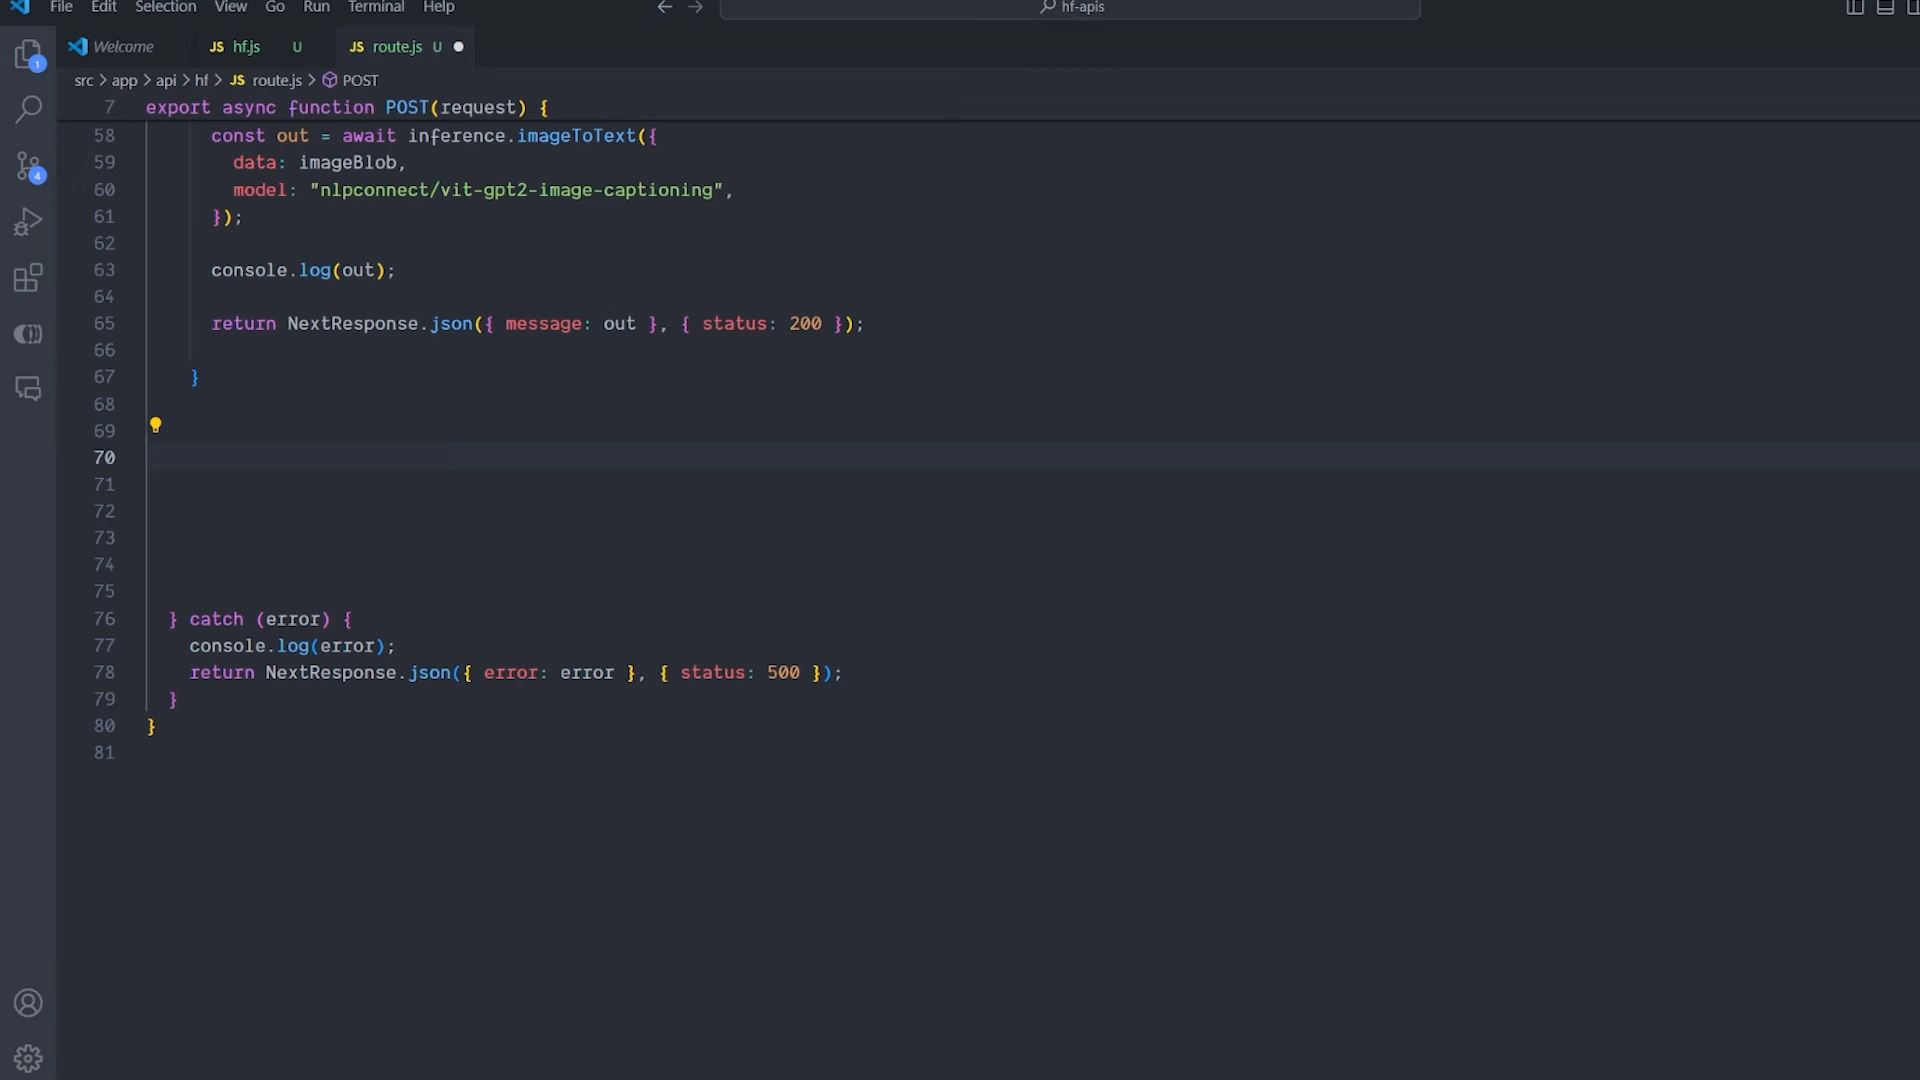 File Edit Selection View Go Run Terminal Help
hf-apis
Welcome JS hf.js U JS route.js U
src > app > api > hf > JS route.js > POST
7 export async function POST(request) {
58 const out = await inference.imageToText({
59 data: imageBlob,
60 model: "nlpconnect/vit-gpt2-image-captioning",
61 });
62
63 console.log(out);
64
65 return NextResponse.json({ message: out }, { status: 200 });
66
67 }
68
69
70
71
72
73
74
75
76 } catch (error) {
77 console.log(error);
78 return NextResponse.json({ error: error }, { status: 500 });
79 }
80 }
81
1
4